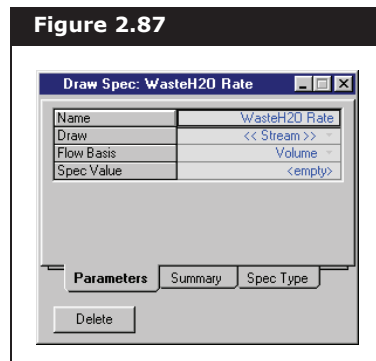 Figure 2.87
Draw Spec: WasteH2O Rate
Name WasteH2O Rate
Draw << Stream >>
Flow Basis Volume
Spec Value <empty>
Parameters Summary Spec Type
Delete